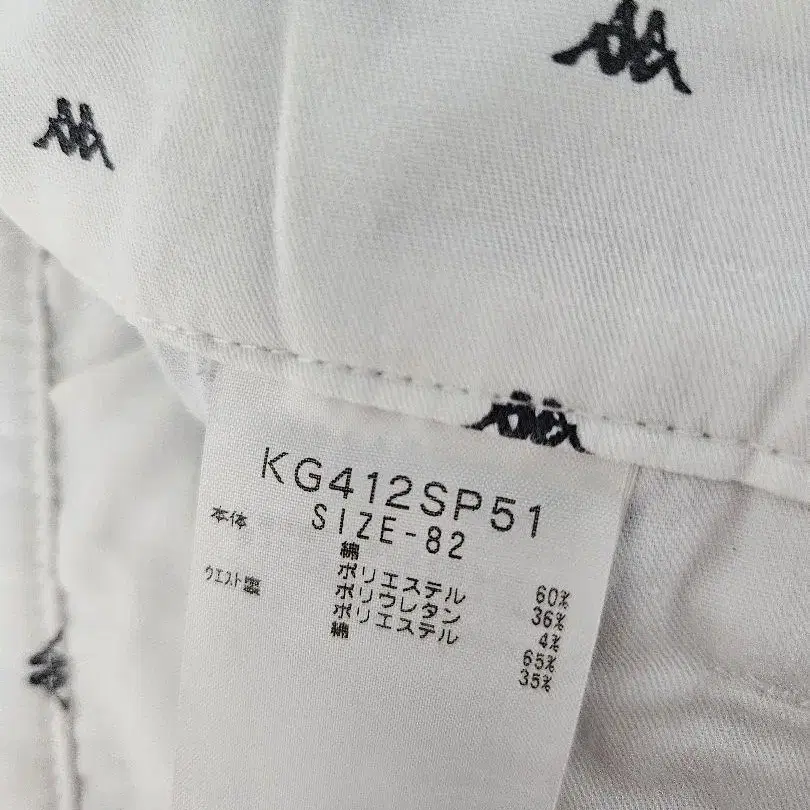 KG412SP51
SIZE-82
本体 綿 60%
ポリエステル 36%
ポリウレタン 4%
ウエスト裏 ポリエステル 65%
綿 35%